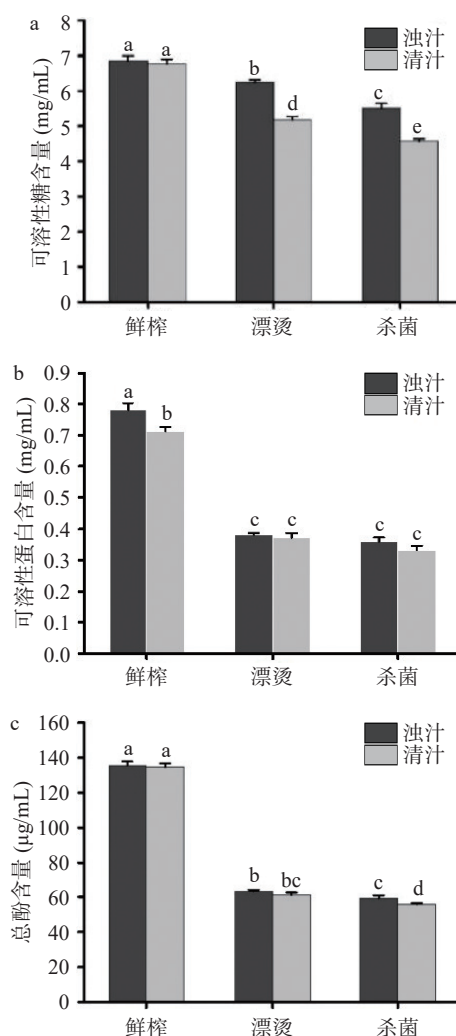 a
可溶性糖含量 (mg/mL)
8
7
6
5
4
3
2
1
0
浊汁
清汁
a a
b
d
c
e
鲜榨 漂烫 杀菌
b
可溶性蛋白含量 (mg/mL)
0.9
0.8
0.7
0.6
0.5
0.4
0.3
0.2
0.1
0.0
浊汁
清汁
a
b
c c
c c
鲜榨 漂烫 杀菌
c
总酚含量 (μg/mL)
160
140
120
100
80
60
40
20
0
浊汁
清汁
a a
b bc
c d
鲜榨 漂烫 杀菌